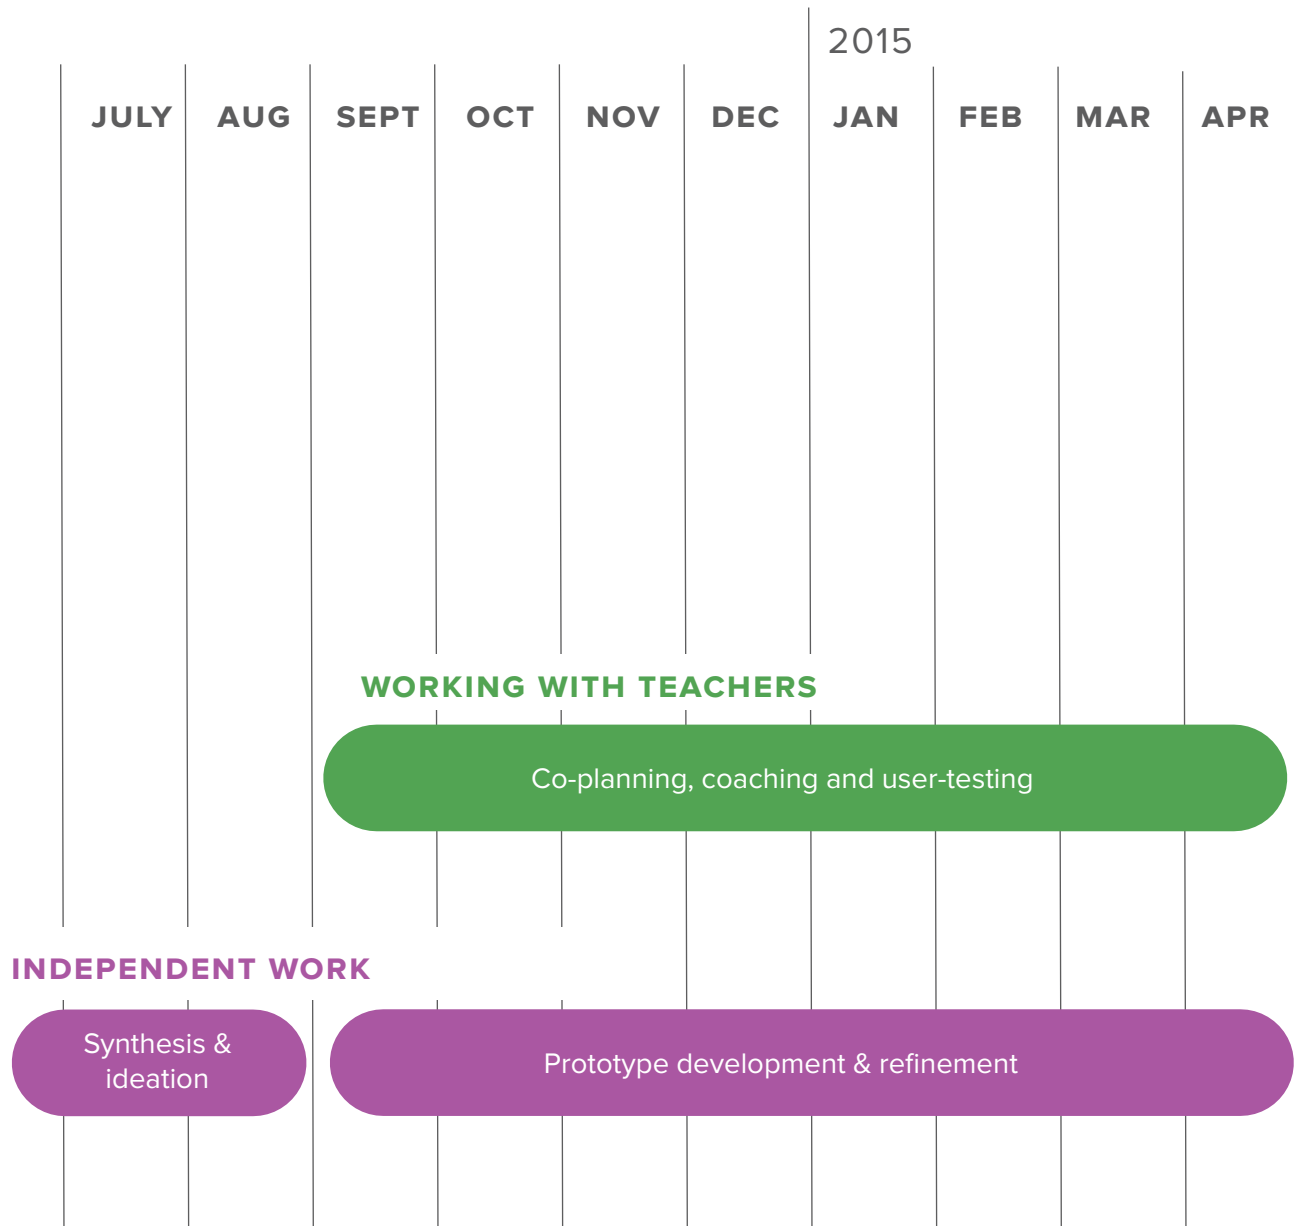 2015
JULY AUG SEPT OCT NOV DEC JAN FEB MAR APR
WORKING WITH TEACHERS
Co-planning, coaching and user-testing
INDEPENDENT WORK
Synthesis &
ideation
Prototype development & refinement